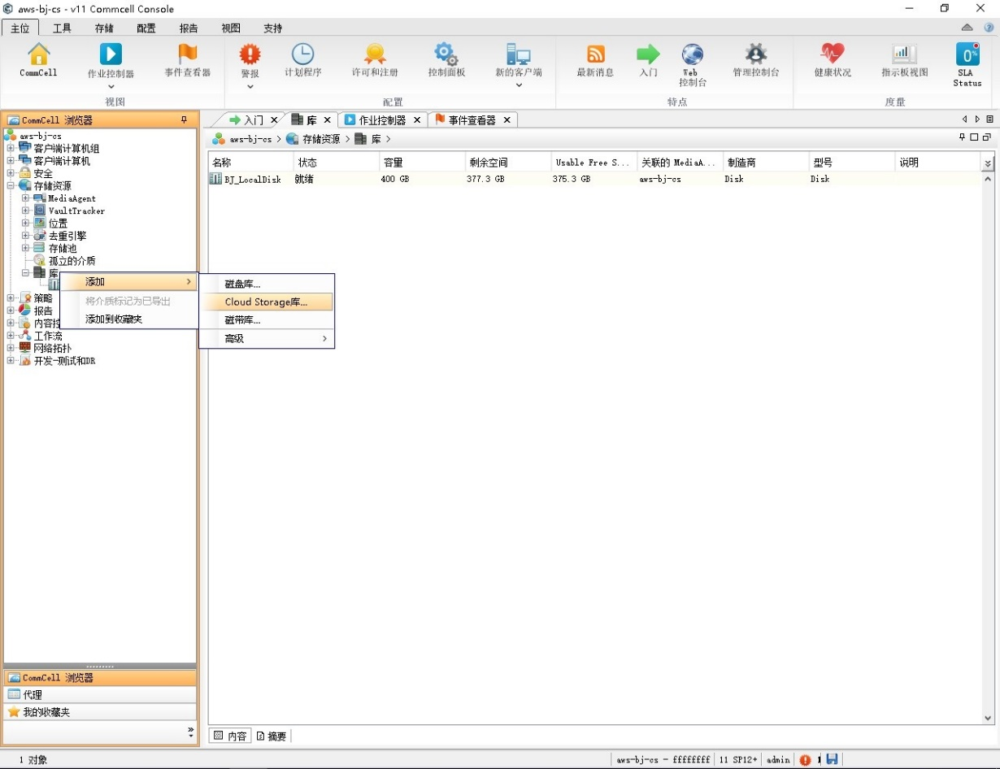 aws-bj-cs - v11 Commcell Console
主位 工具 存储 配置 报告 视图 支持
CommCell 作业控制器 事件查看器 警报 计划程序 许可和注册 控制面板 新的客户端 最新消息 入门 Web 控制台 管理控制台 健康状况 指示板视图 0* SLA Status
视图 配置 特点 度量
CommCell 浏览器
入门 库 作业控制器 事件查看器
aws-bj-cs > 存储资源 > 库 >
aws-bj-cs
客户端计算机组
客户端计算机
安全
存储资源
MediaAgent
VaultTracker
位置
去重引擎
存储池
孤立的介质
库
策略
报告
内容控
工作流
网络拓扑
开发-测试和DR
名称 状态 容量 剩余空间 Usable Free S... 关联的 MediaA... 制造商 型号 说明
BJ_LocalDisk 就绪 400 GB 377.3 GB 375.3 GB aws-bj-cs Disk Disk
添加
将介质标记为已导出
添加到收藏夹
磁盘库...
Cloud Storage库...
磁带库...
高级
CommCell 浏览器
代理
我的收藏夹
内容 摘要
1 对象
aws-bj-cs - ffffffff 11 SP12+ admin 1